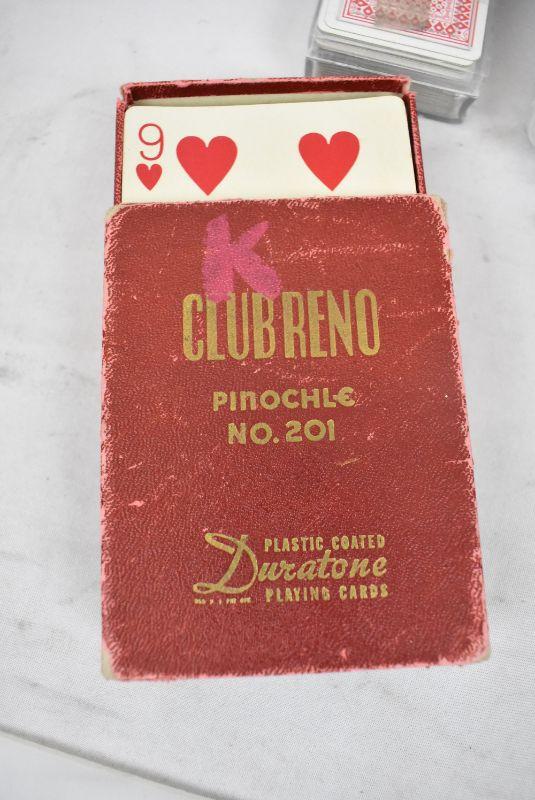 9
K
CLUB RENO
PINOCHLE
NO. 201
PLASTIC COATED
Duratone
PLAYING CARDS